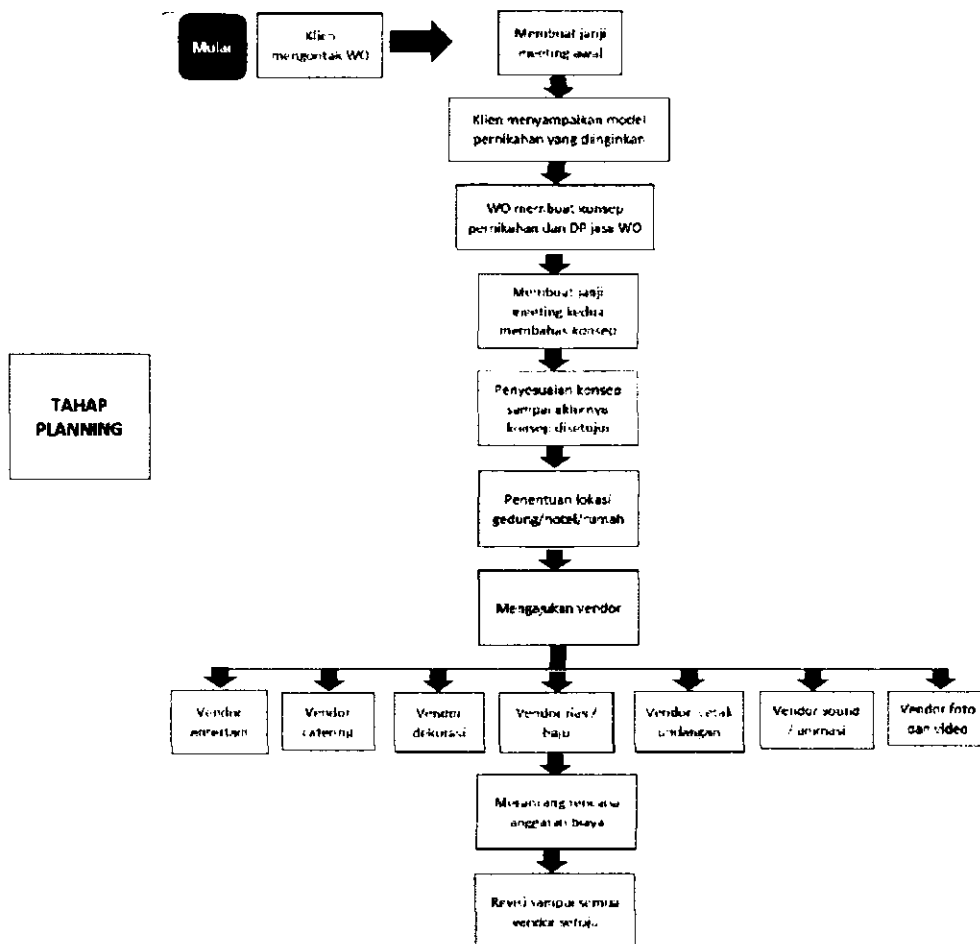 Mulai
Klien
mengontak WO
Membuat janji
meeting awal
Klien menyampaikan model
pernikahan yang diinginkan
WO membuat konsep
pernikahan dan DP jasa WO
Membuat janji
meeting kedua
membahas konsep
TAHAP
PLANNING
Penyesuaian konsep
sampai akhirnya
konsep disetujui
Penentuan lokasi
gedung/hotel/rumah
Mengajukan vendor
Vendor
entertain
Vendor
catering
Vendor
dekorasi
Vendor rias /
baju
Vendor cetak
undangan
Vendor sound
/ animasi
Vendor foto
dan video
Merancang rencana
anggaran biaya
Revisi sampai semua
vendor setuju